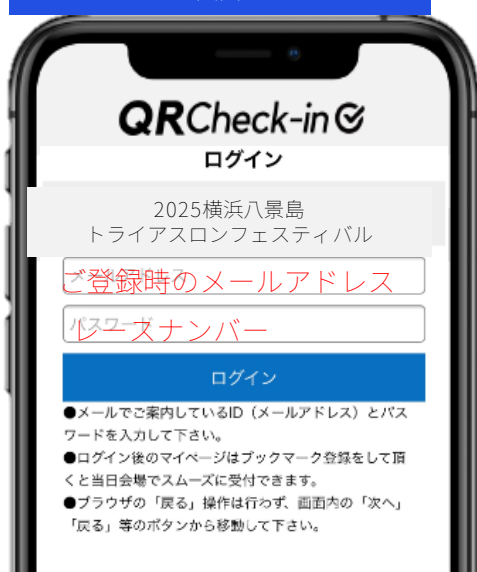 QRCheck-in
ログイン
2025横浜八景島
トライアスロンフェスティバル
ご登録時のメールアドレス
パスワード
レースナンバー
ログイン
●メールでご案内しているID（メールアドレス）とパス
ワードを入力して下さい。
●ログイン後のマイページはブックマーク登録をして頂
くと当日会場でスムーズに受付できます。
●ブラウザの「戻る」操作は行わず、画面内の「次へ」
「戻る」等のボタンから移動して下さい。